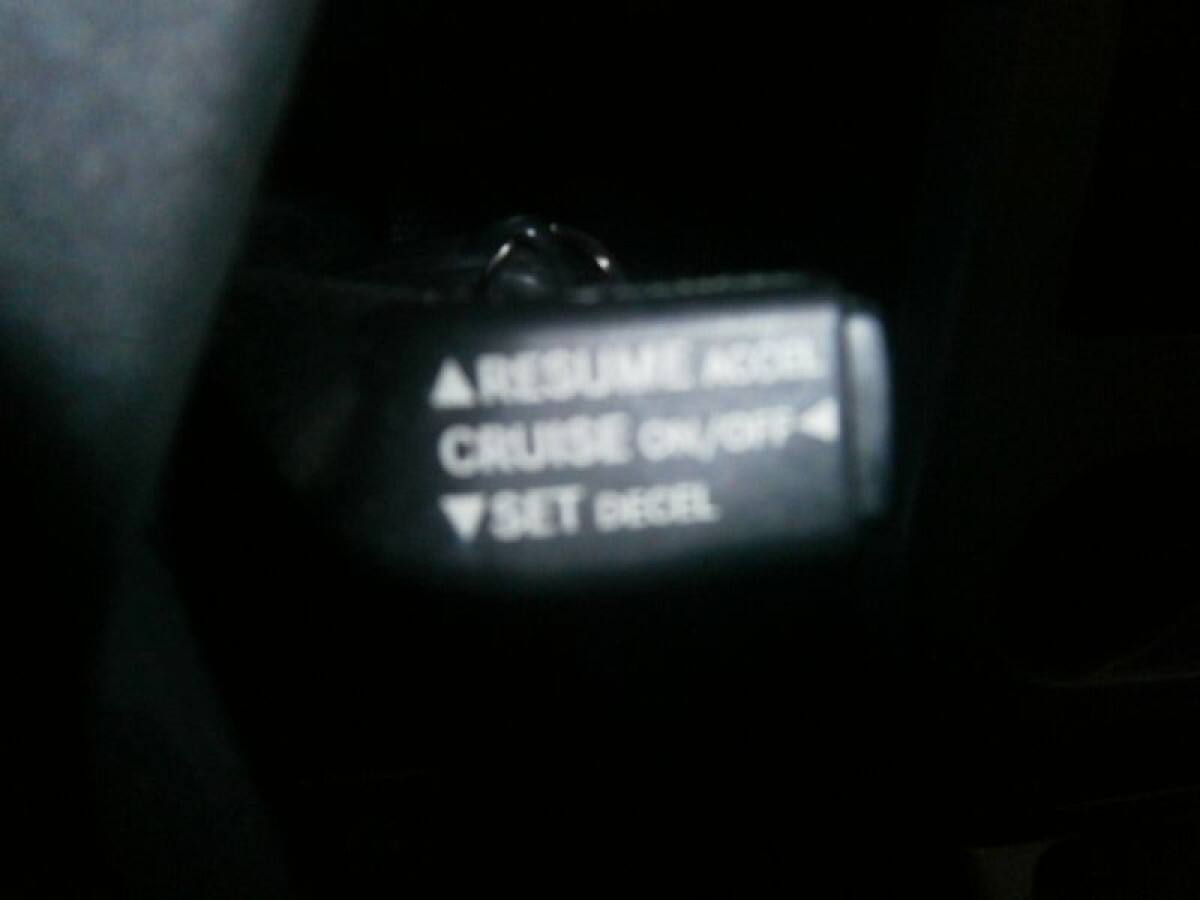 ▲RESUME ACCEL
CRUISE ON/OFF◀
▼SET DECEL